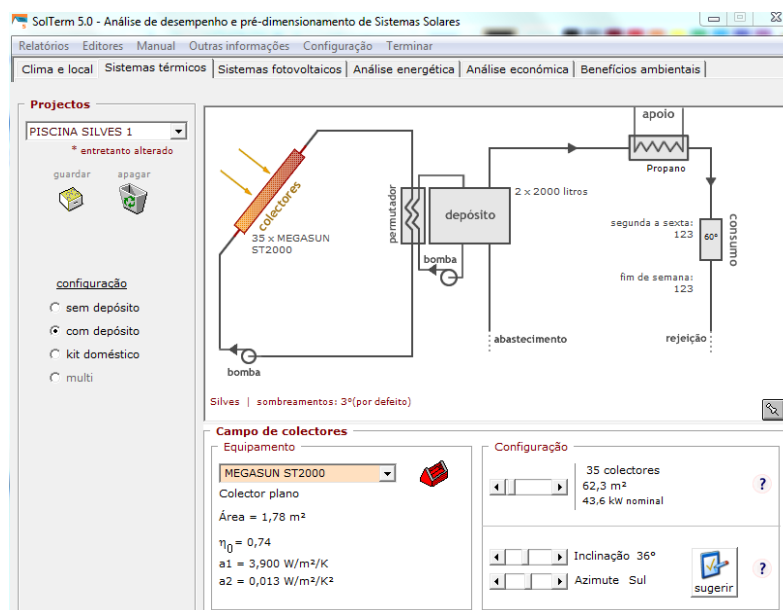 SolTerm 5.0 - Análise de desempenho e pré-dimensionamento de Sistemas Solares
Relatórios Editores Manual Outras informações Configuração Terminar
Clima e local Sistemas térmicos Sistemas fotovoltaicos Análise energética Análise económica Benefícios ambientais
Projectos
PISCINA SILVES 1
* entretanto alterado
guardar apagar
configuração
sem depósito
com depósito
kit doméstico
multi
colectores
35 x MEGASUN
ST2000
bomba
permutador
depósito
bomba
2 x 2000 litros
apoio
Propano
segunda a sexta:
123
60°
consumo
fim de semana:
123
abastecimento
rejeição
Silves | sombreamentos: 3°(por defeito)
Campo de colectores
Equipamento
MEGASUN ST2000
Colector plano
Área = 1,78 m²
η0 = 0,74
a1 = 3,900 W/m²/K
a2 = 0,013 W/m²/K²
Configuração
35 colectores
62,3 m²
43,6 kW nominal
?
Inclinação 36°
Azimute Sul
sugerir
?